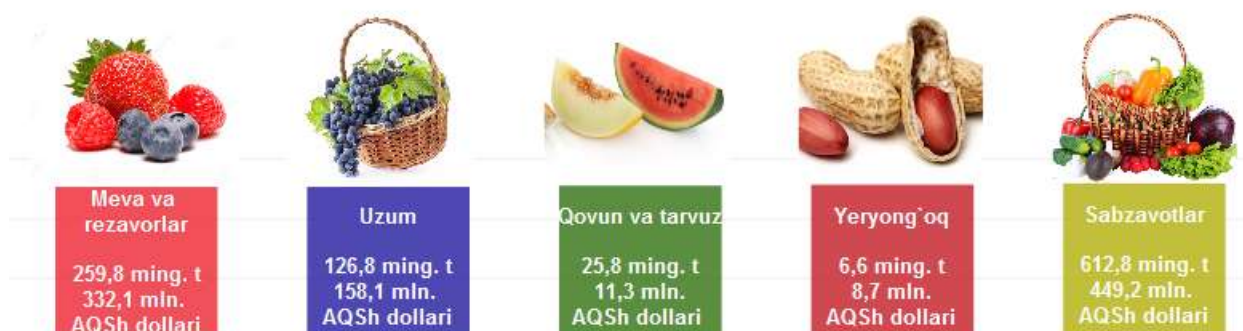 Meva va
rezavorlar
259,8 ming. t
332,1 mln.
AQSh dollari
Uzum
126,8 ming. t
158,1 mln.
AQSh dollari
Qovun va tarvuz
25,8 ming. t
11,3 mln.
AQSh dollari
Yeryong`oq
6,6 ming. t
8,7 mln.
AQSh dollari
Sabzavotlar
612,8 ming. t
449,2 mln.
AQSh dollari